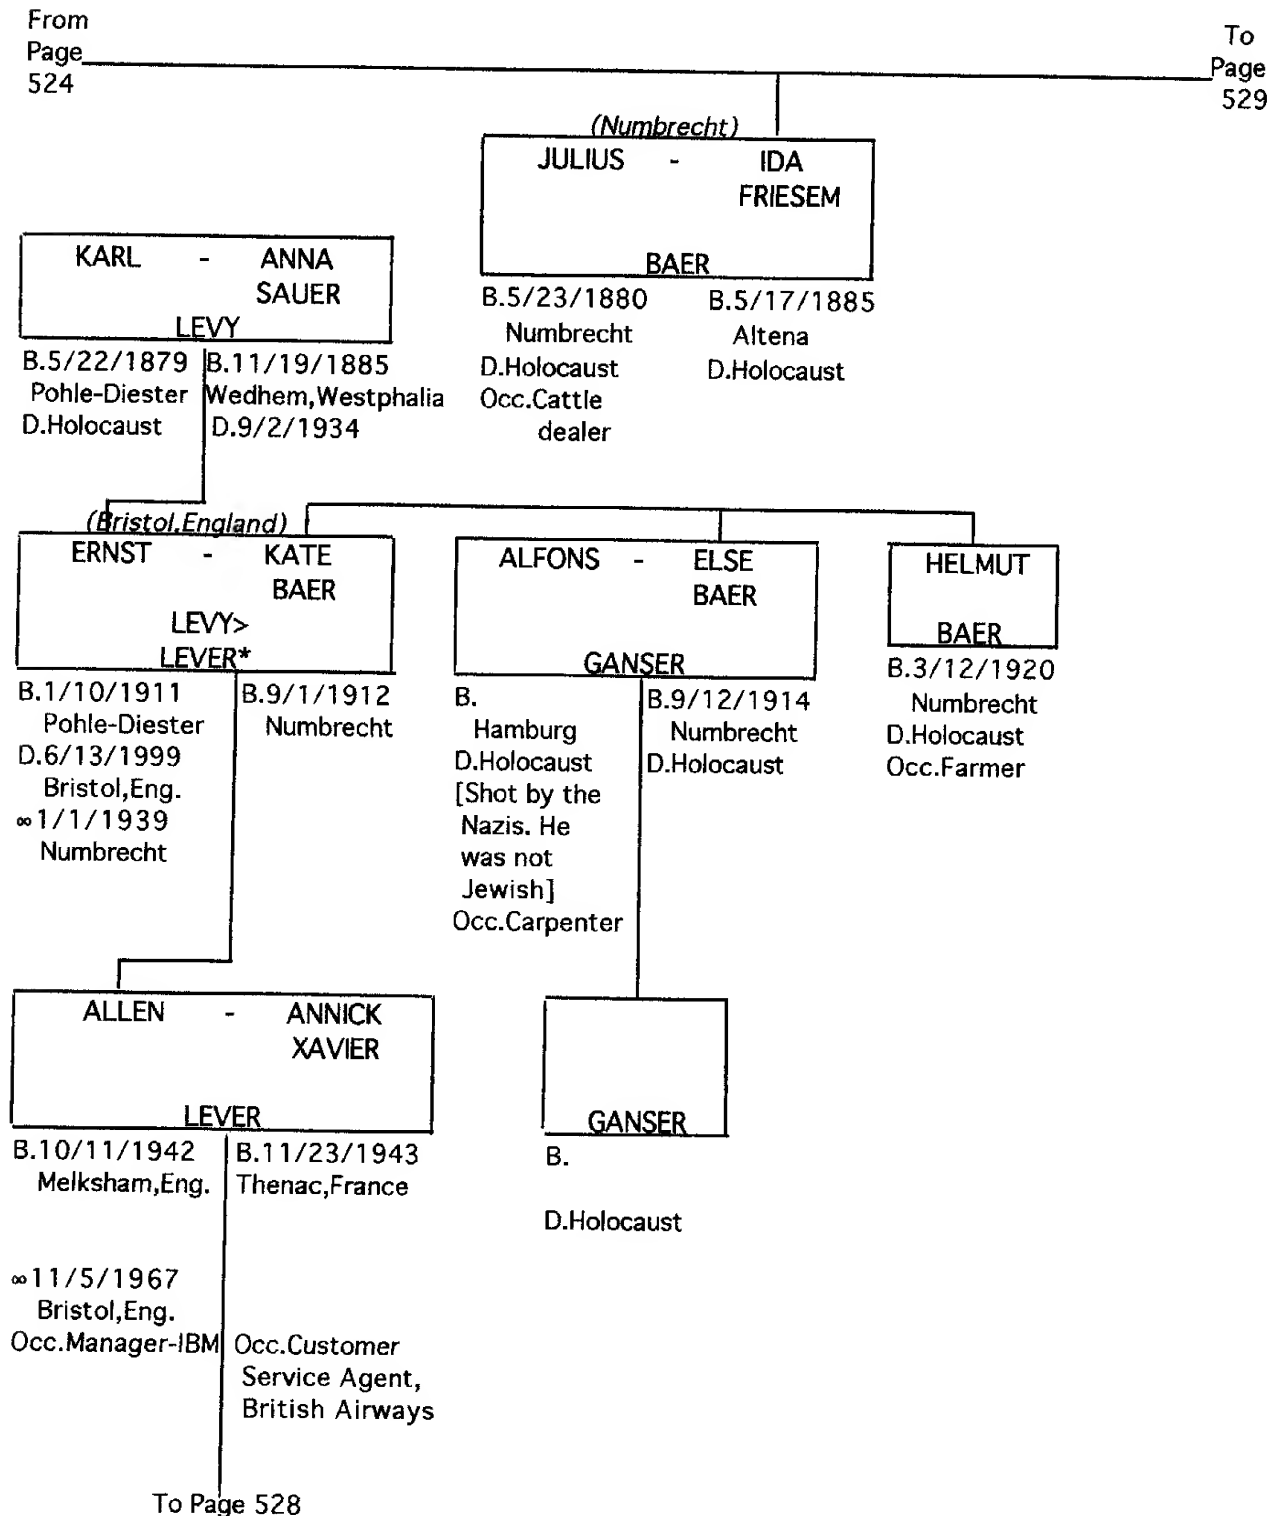 From
Page
524
To
Page
529
(Numbrecht)
JULIUS - IDA
FRIESEM
BAER
B.5/23/1880 B.5/17/1885
Numbrecht Altena
D.Holocaust D.Holocaust
Occ.Cattle
dealer
KARL - ANNA
SAUER
LEVY
B.5/22/1879 B.11/19/1885
Pohle-Diester Wedhem,Westphalia
D.Holocaust D.9/2/1934
(Bristol,England)
ERNST - KATE
BAER
LEVY>
LEVER*
B.1/10/1911 B.9/1/1912
Pohle-Diester Numbrecht
D.6/13/1999
Bristol,Eng.
∞1/1/1939
Numbrecht
ALFONS - ELSE
BAER
GANSER
B. B.9/12/1914
Hamburg Numbrecht
D.Holocaust D.Holocaust
[Shot by the
Nazis. He
was not
Jewish]
Occ.Carpenter
HELMUT
BAER
B.3/12/1920
Numbrecht
D.Holocaust
Occ.Farmer
ALLEN - ANNICK
XAVIER
LEVER
B.10/11/1942 B.11/23/1943
Melksham,Eng. Thenac,France
∞11/5/1967
Bristol,Eng.
Occ.Manager-IBM Occ.Customer
Service Agent,
British Airways
GANSER
B.
D.Holocaust
To Page 528